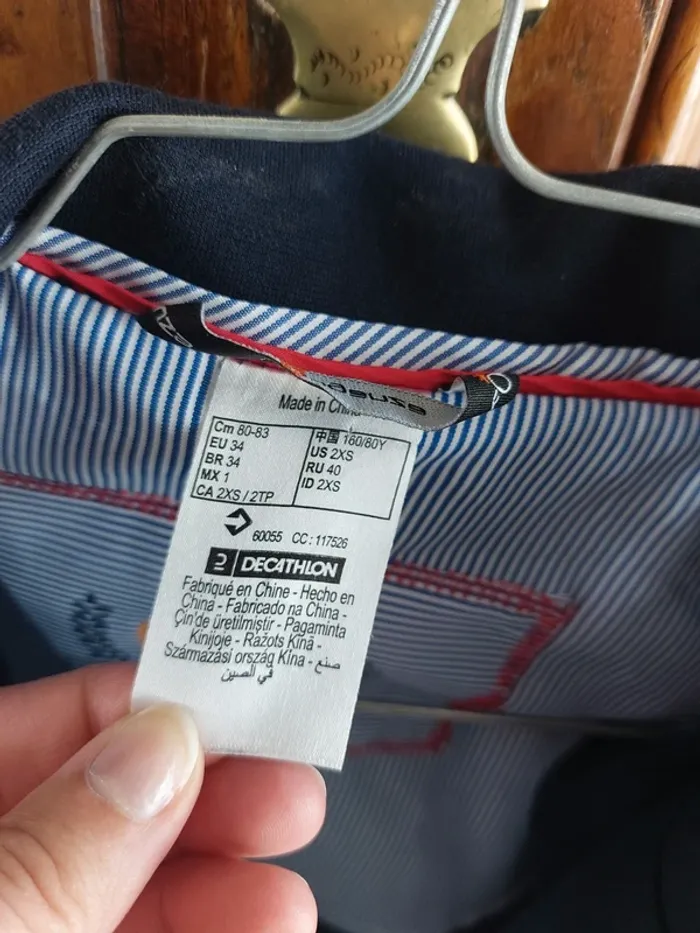 Made in China
Cm 80-83
EU 34
BR 34
MX 1
CA 2XS / 2TP
中国 160/80Y
US 2XS
RU 40
ID 2XS
60055 CC: 117526
DECATHLON
Fabriqué en Chine - Hecho en
China - Fabricado na China -
Çin'de üretilmiştir - Pagaminta
Kinijoje - Ražots Ķīnā -
Származási ország Kína - صنع
في الصين